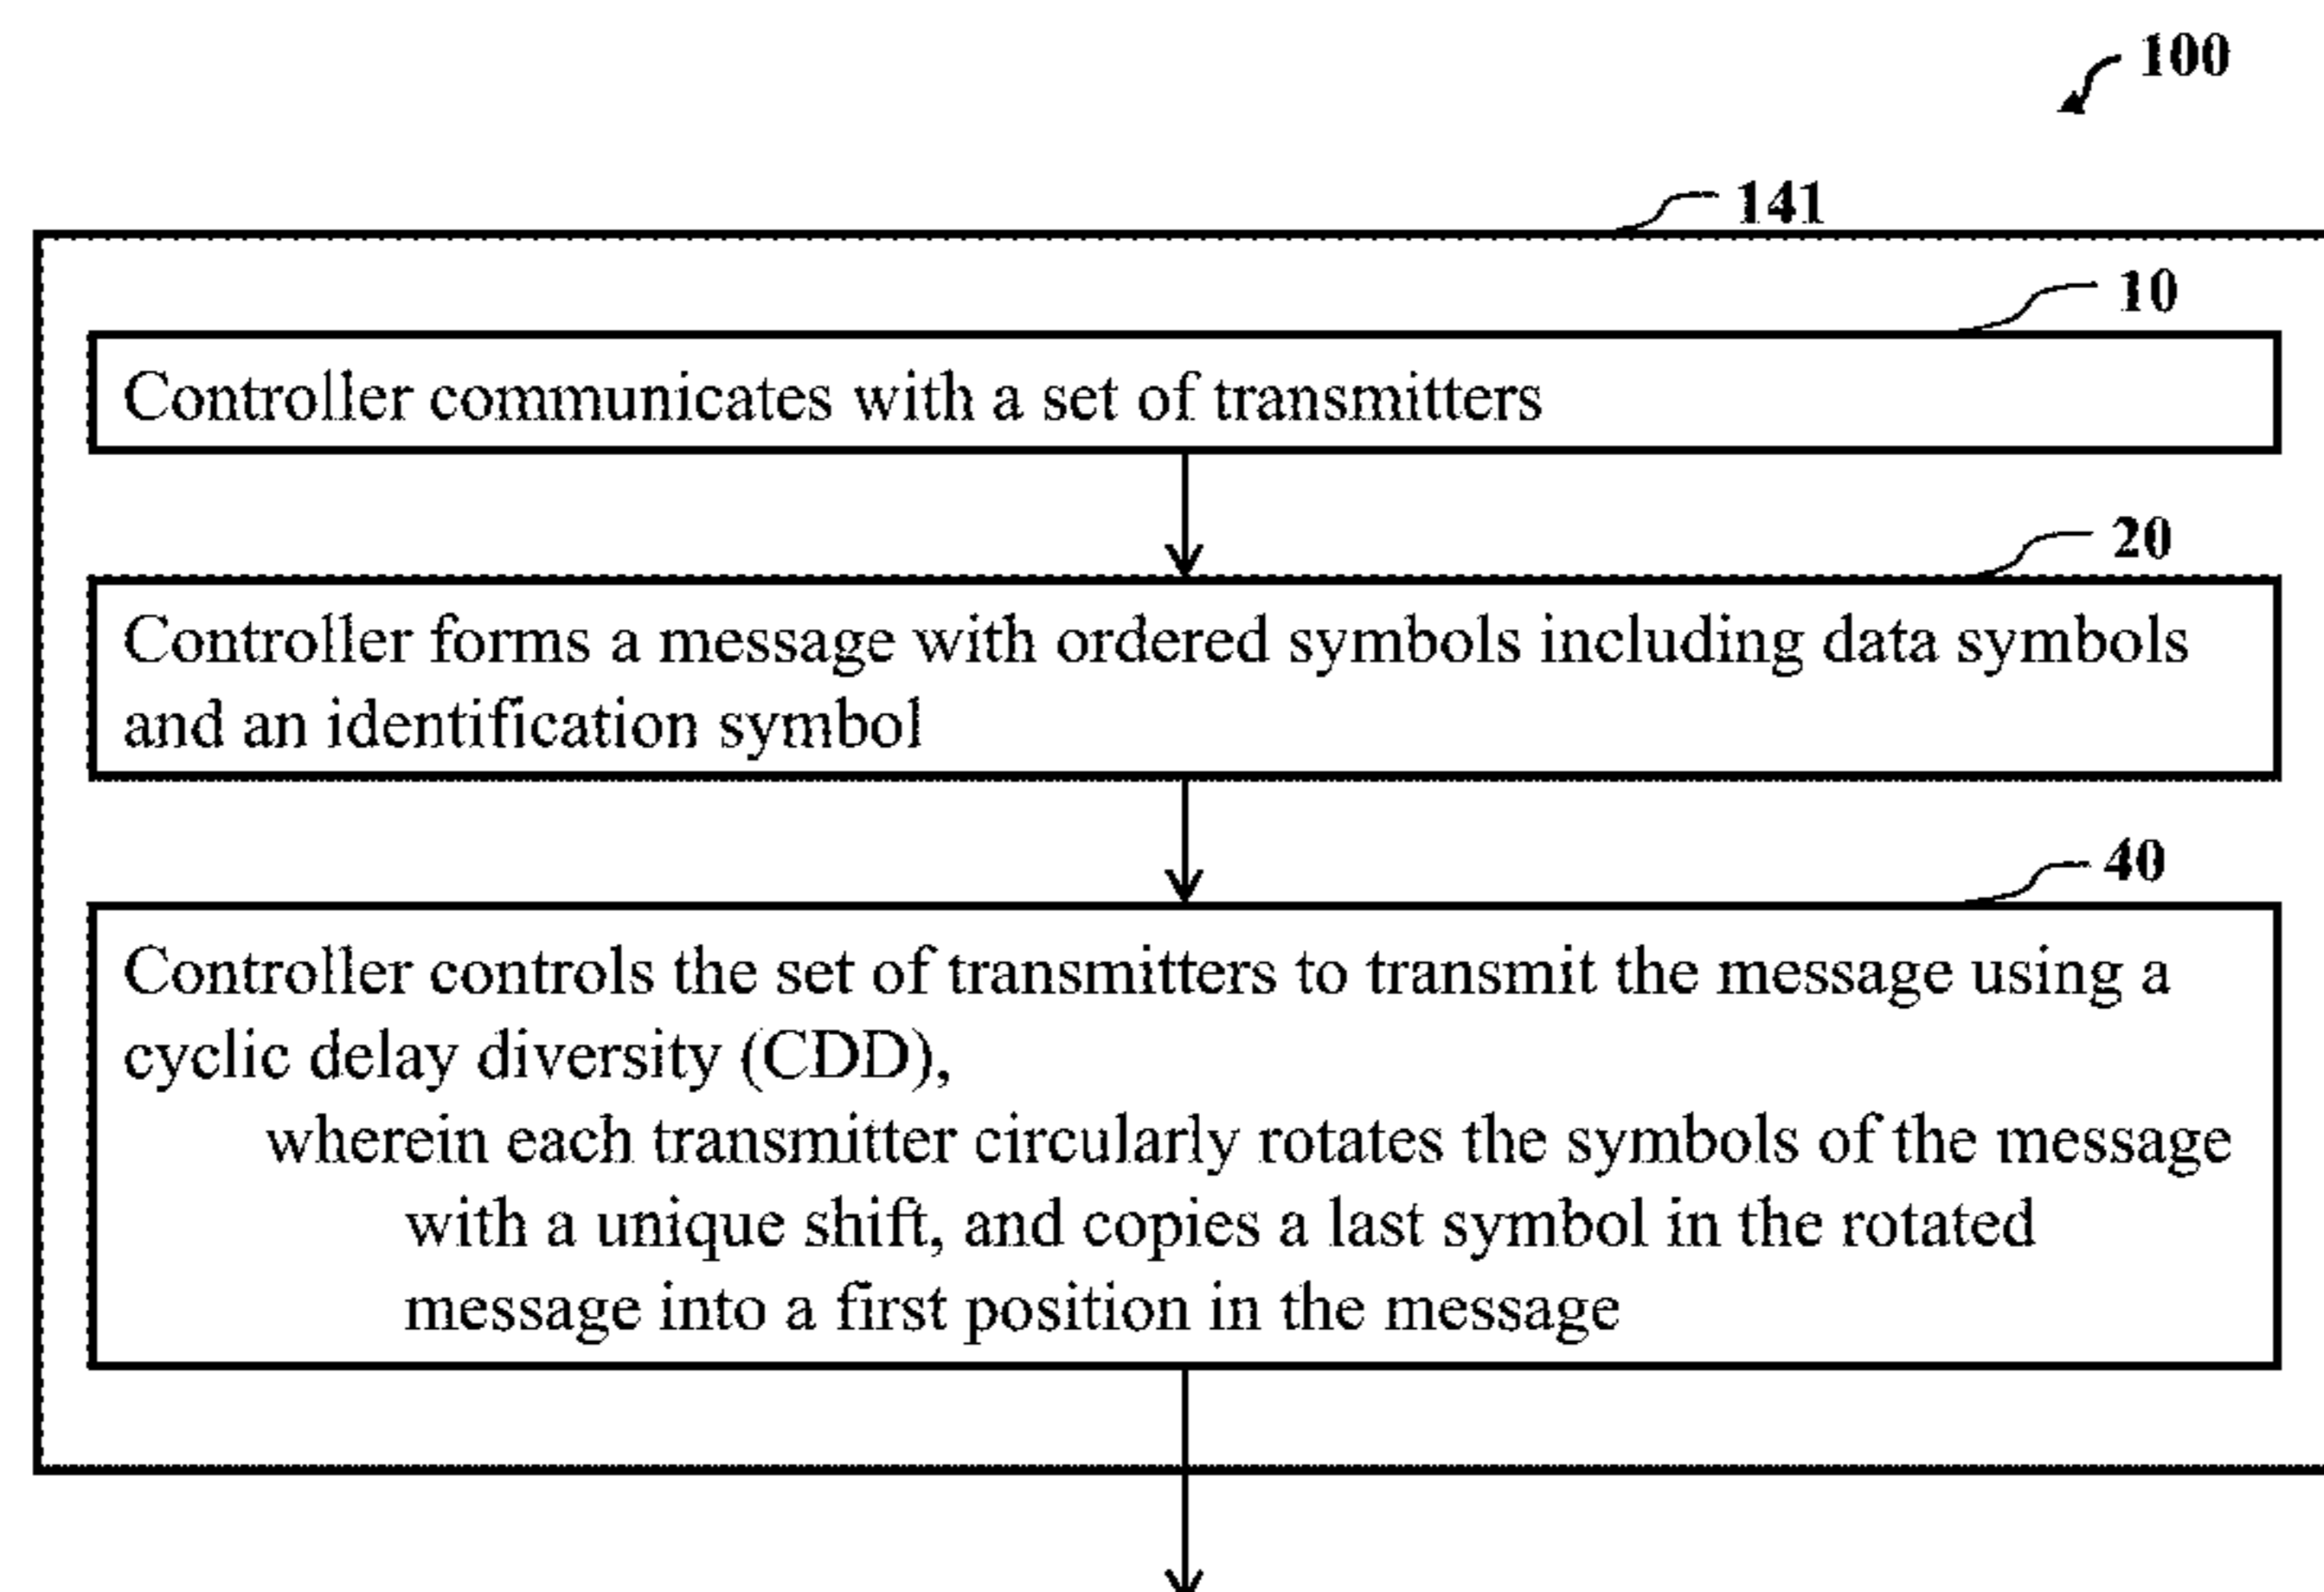 100
141
10
Controller communicates with a set of transmitters
20
Controller forms a message with ordered symbols including data symbols
and an identification symbol
40
Controller controls the set of transmitters to transmit the message using a
cyclic delay diversity (CDD),
wherein each transmitter circularly rotates the symbols of the message
with a unique shift, and copies a last symbol in the rotated
message into a first position in the message